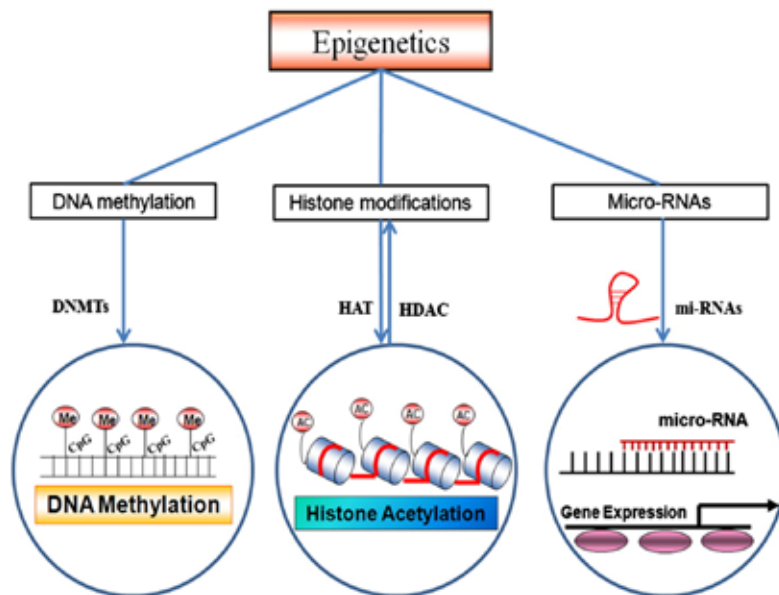 Epigenetics
DNA methylation
Histone modifications
Micro-RNAs
DNMTs
HAT
HDAC
mi-RNAs
Me
Me
Me
Me
CpG
CpG
CpG
CpG
DNA Methylation
AC
AC
AC
AC
Histone Acetylation
micro-RNA
Gene Expression